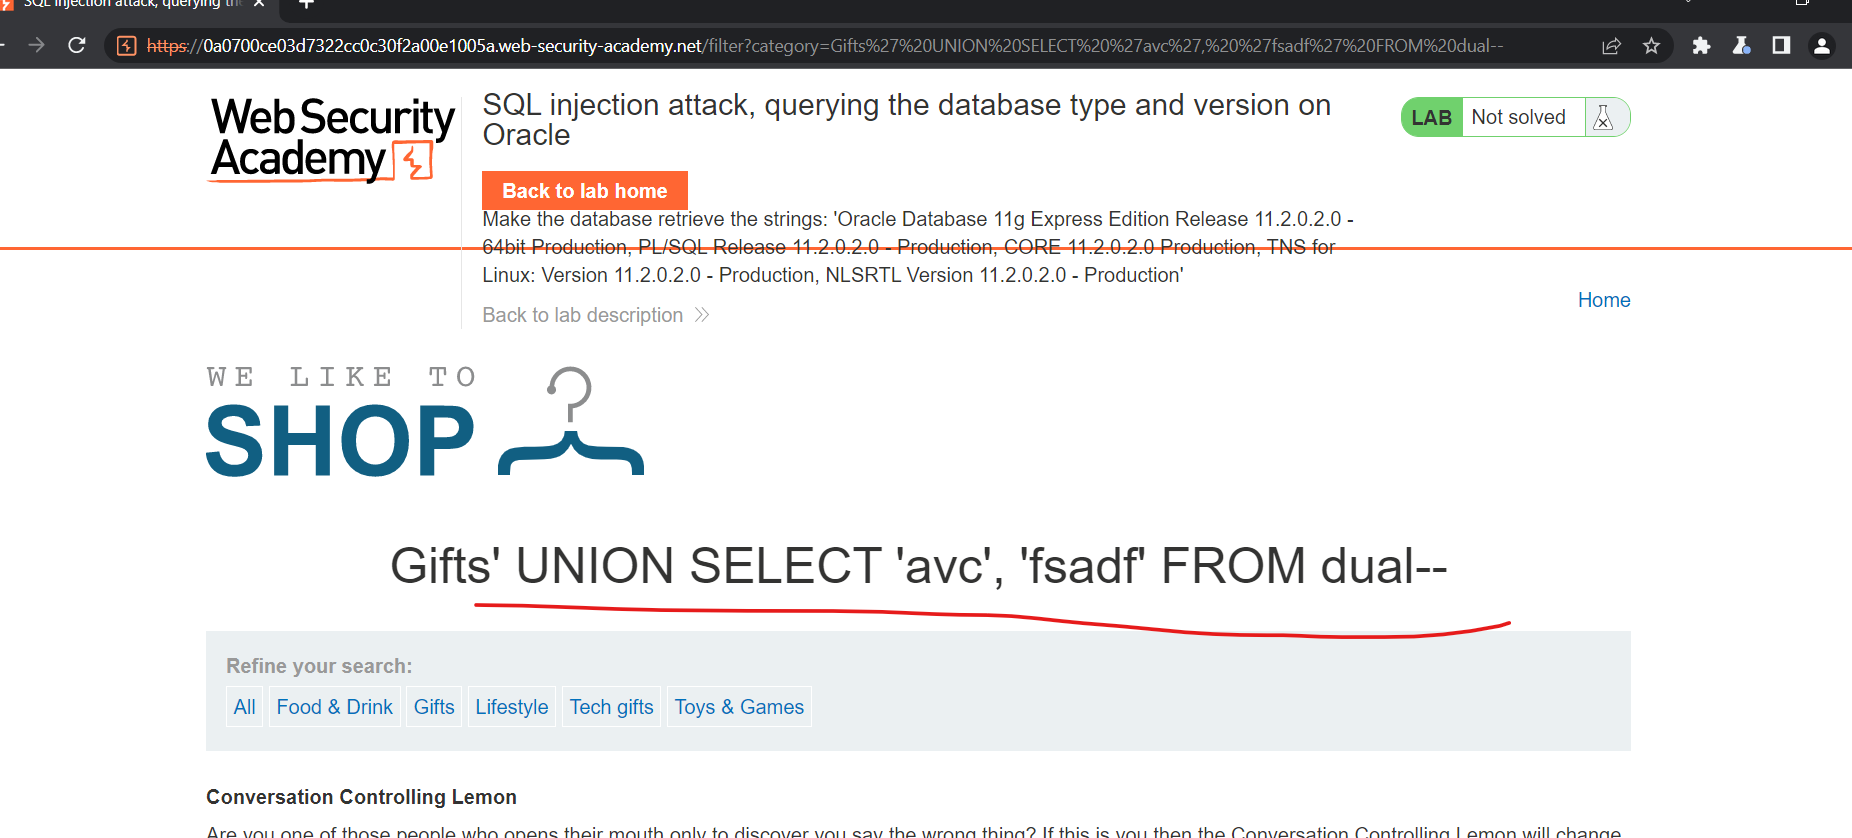 SQL injection attack, querying the
https://0a0700ce03d7322cc0c30f2a00e1005a.web-security-academy.net/filter?category=Gifts%27%20UNION%20SELECT%20%27avc%27,%20%27fsadf%27%20FROM%20dual--
Web Security
Academy
SQL injection attack, querying the database type and version on
Oracle
LAB Not solved
Back to lab home
Make the database retrieve the strings: 'Oracle Database 11g Express Edition Release 11.2.0.2.0 -
64bit Production, PL/SQL Release 11.2.0.2.0 - Production, CORE 11.2.0.2.0 Production, TNS for
Linux: Version 11.2.0.2.0 - Production, NLSRTL Version 11.2.0.2.0 - Production'
Home
Back to lab description
WE LIKE TO
SHOP
Gifts' UNION SELECT 'avc', 'fsadf' FROM dual--
Refine your search:
All Food & Drink Gifts Lifestyle Tech gifts Toys & Games
Conversation Controlling Lemon
Are you one of those people who opens their mouth only to discover you say the wrong thing? If this is you then the Conversation Controlling Lemon will change